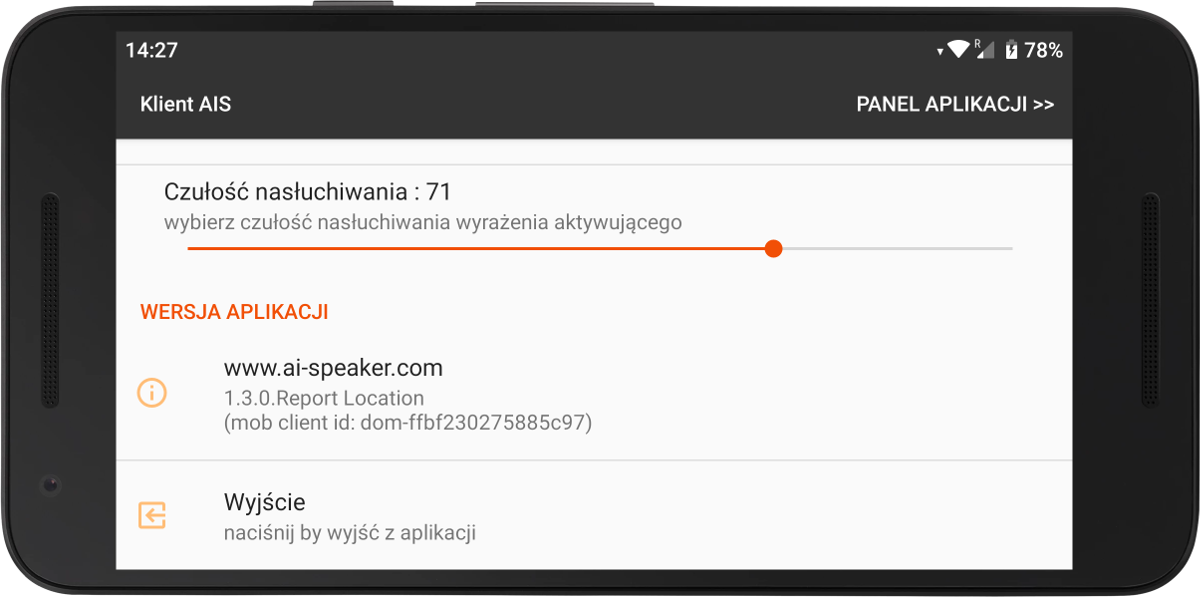 14:27
R 78%
Klient AIS
PANEL APLIKACJI >>
Czułość nasłuchiwania : 71
wybierz czułość nasłuchiwania wyrażenia aktywującego
WERSJA APLIKACJI
www.ai-speaker.com
1.3.0.Report Location
(mob client id: dom-ffbf230275885c97)
Wyjście
naciśnij by wyjść z aplikacji